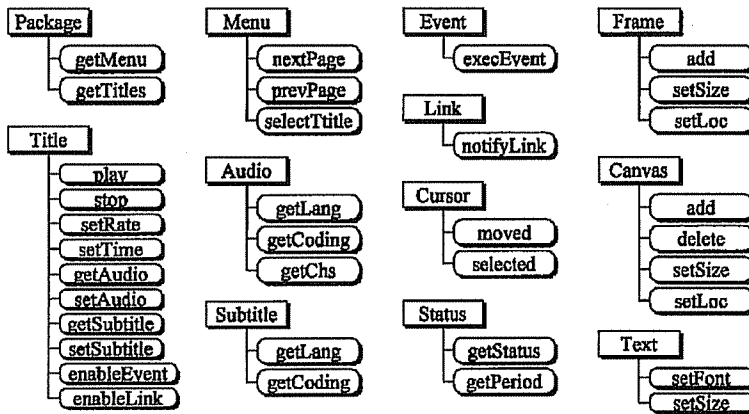 Package
getMenu
getTitles
Title
play
stop
setRate
setTime
getAudio
setAudio
getSubtitle
setSubtitle
enableEvent
enableLink
Menu
nextPage
prevPage
selectTtitle
Audio
getLang
getCoding
getChs
Subtitle
getLang
getCoding
Event
execEvent
Link
notifyLink
Cursor
moved
selected
Status
getStatus
getPeriod
Frame
add
setSize
setLoc
Canvas
add
delete
setSize
setLoc
Text
setFont
setSize